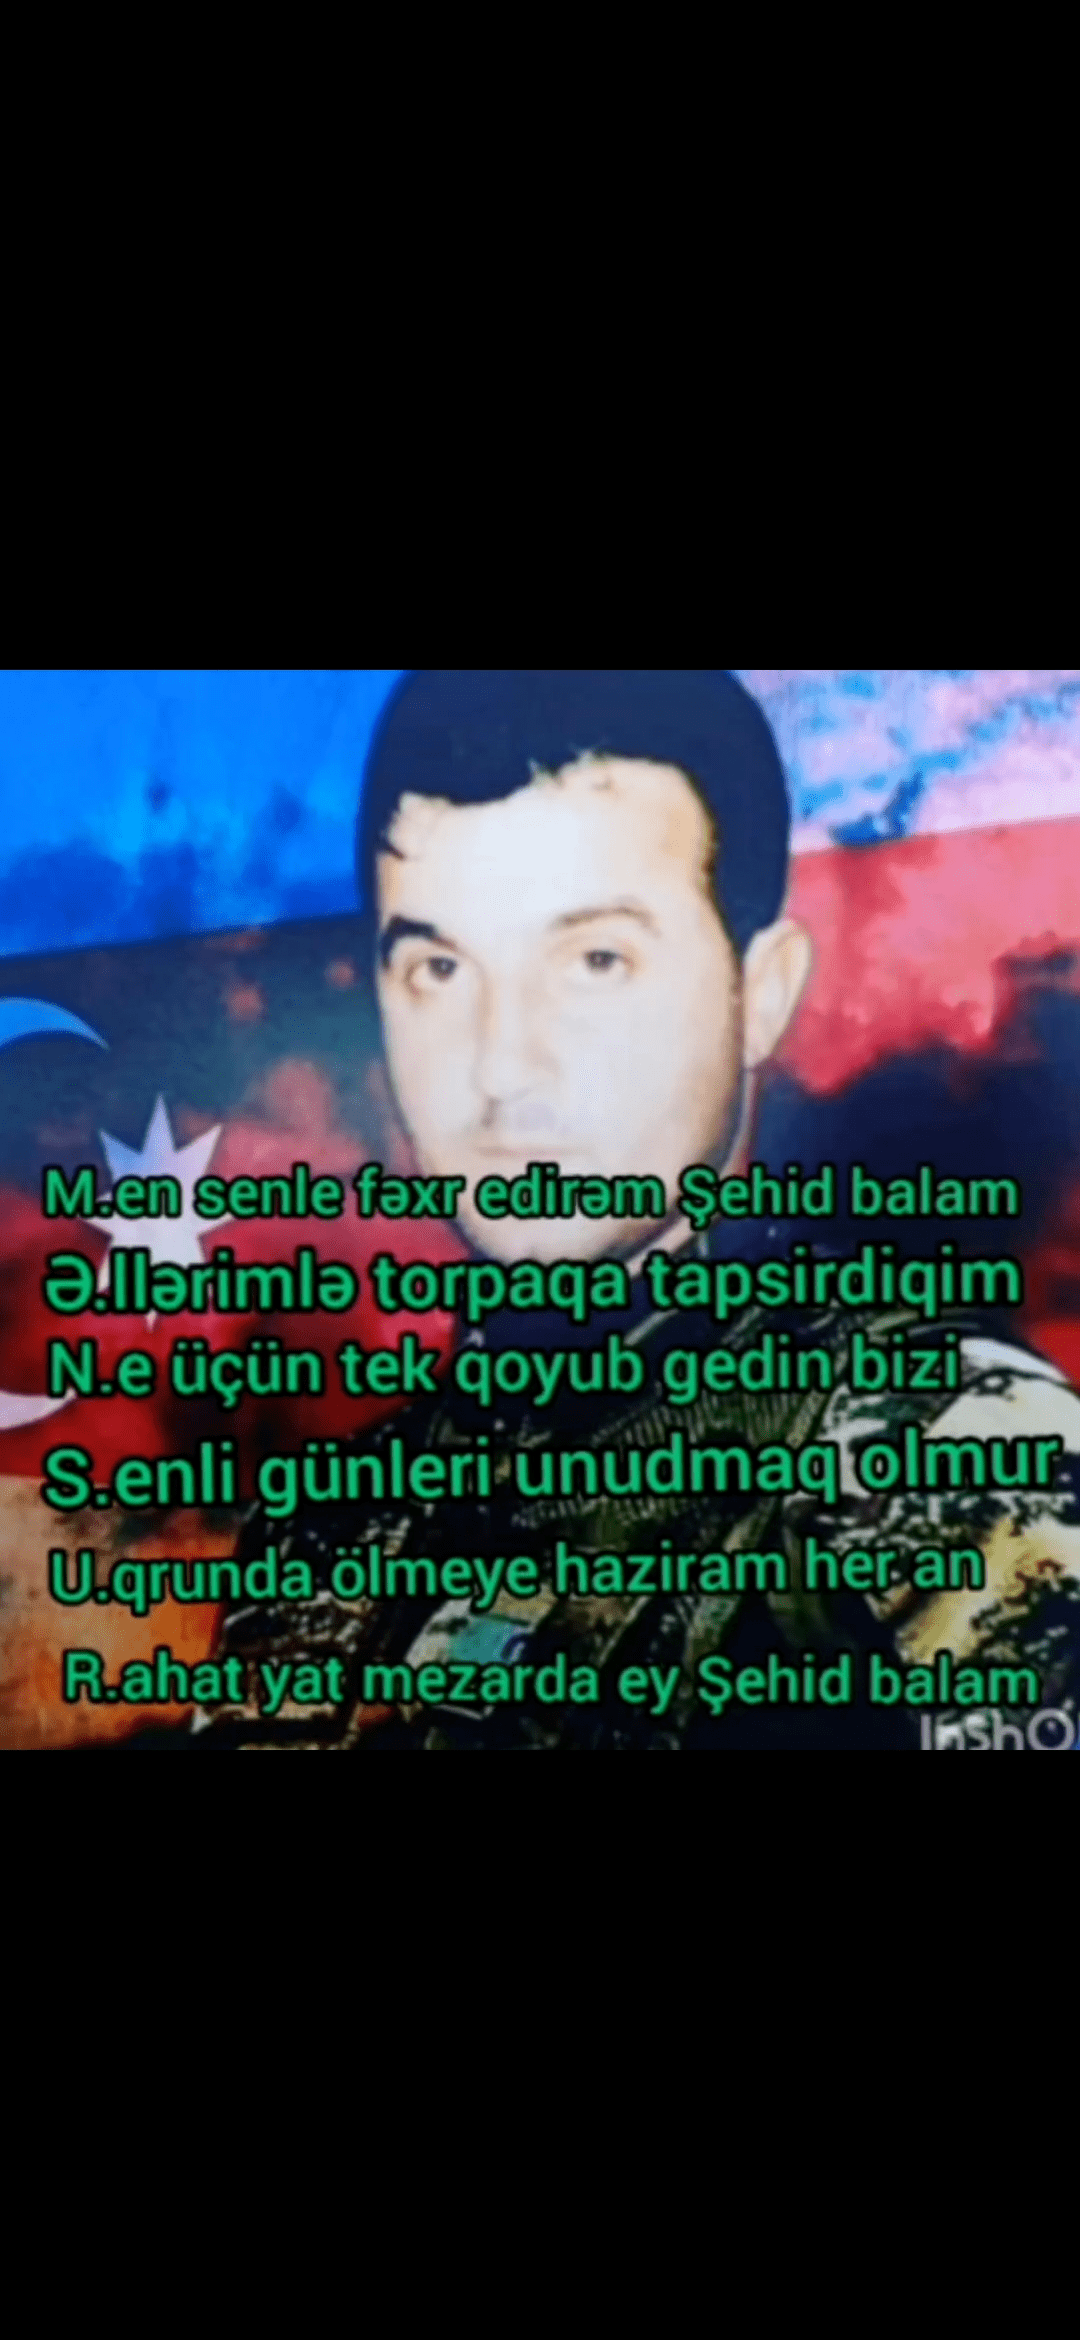 M.en senle fəxr edirəm Şehid balam
Ə.llərimlə torpaqa tapsirdiqim
N.e üçün tek qoyub gedin bizi
S.enli günleri unudmaq olmur
U.qrunda ölmeye haziram her an
R.ahat yat mezarda ey Şehid balam
InShO